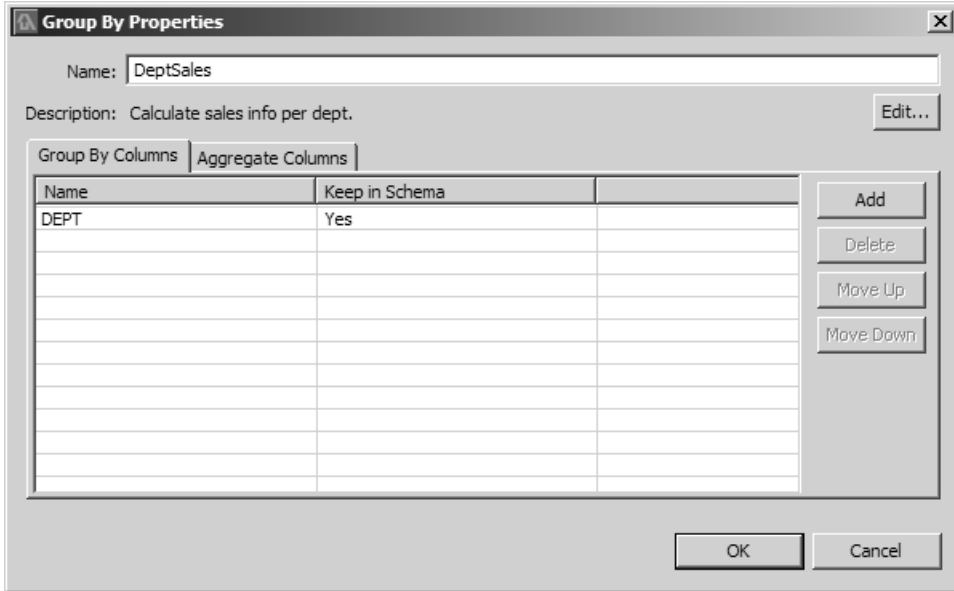 Group By Properties
Name: DeptSales
Description: Calculate sales info per dept.
Edit...
Group By Columns Aggregate Columns
Name Keep in Schema
DEPT Yes
Add
Delete
Move Up
Move Down
OK Cancel